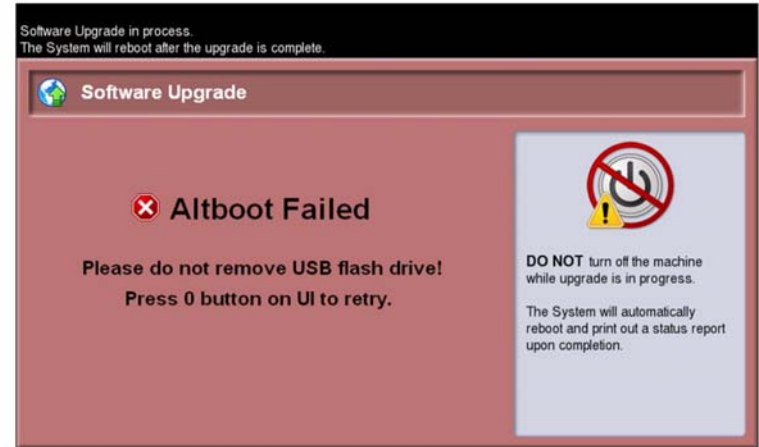 Software Upgrade in process.
The System will reboot after the upgrade is complete.
Software Upgrade
Altboot Failed
Please do not remove USB flash drive!
Press 0 button on UI to retry.
DO NOT turn off the machine
while upgrade is in progress.
The System will automatically
reboot and print out a status report
upon completion.